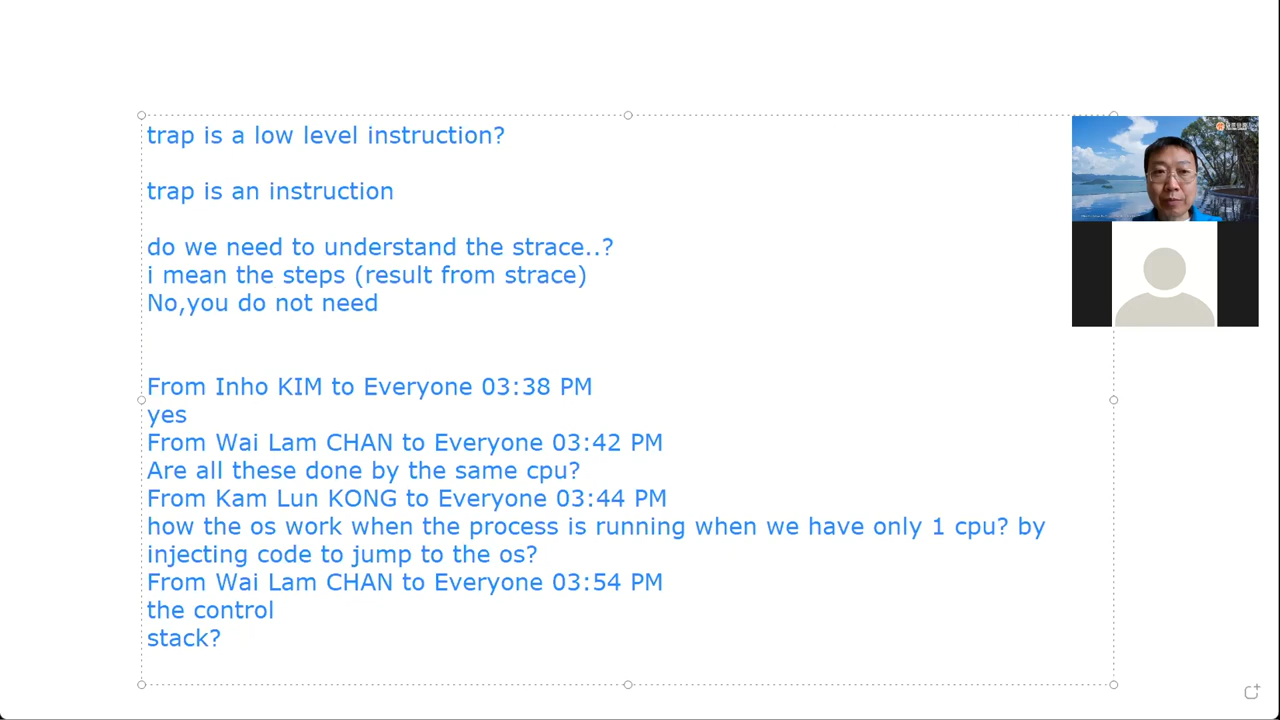 trap is a low level instruction?
trap is an instruction
do we need to understand the strace..?
i mean the steps (result from strace)
No,you do not need
From Inho KIM to Everyone 03:38 PM
yes
From Wai Lam CHAN to Everyone 03:42 PM
Are all these done by the same cpu?
From Kam Lun KONG to Everyone 03:44 PM
how the os work when the process is running when we have only 1 cpu? by
injecting code to jump to the os?
From Wai Lam CHAN to Everyone 03:54 PM
the control
stack?